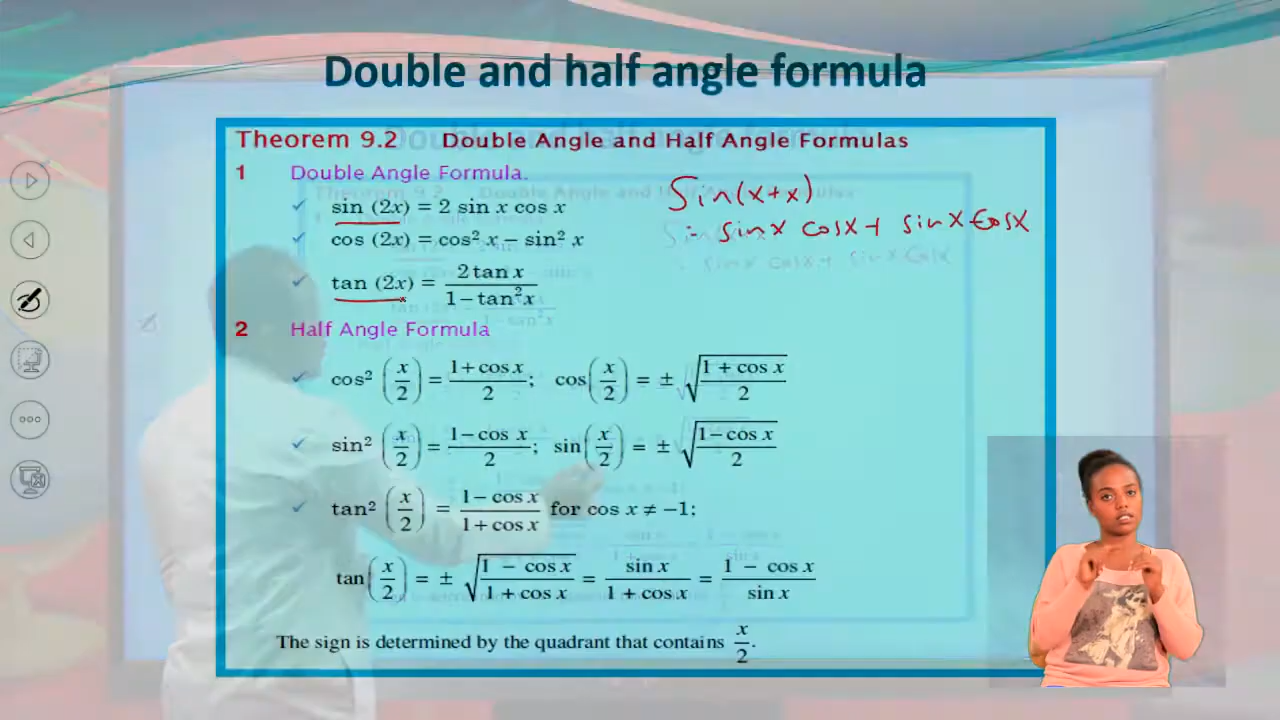 Double and half angle formula
Theorem 9.2 Double Angle and Half Angle Formulas
1 Double Angle Formula.
✓ sin (2x) = 2 sin x cos x
✓ cos (2x) = cos² x – sin² x
✓ tan (2x) = 2 tan x / 1 – tan² x
Sin(x+x)
= sinx cosx + sinx cosx
2 Half Angle Formula
✓ cos² (x/2) = 1 + cos x / 2; cos(x/2) = ± √(1 + cos x / 2)
✓ sin² (x/2) = 1 – cos x / 2; sin(x/2) = ± √(1 – cos x / 2)
✓ tan² (x/2) = 1 – cos x / 1 + cos x for cos x ≠ –1;
tan(x/2) = ± √(1 – cos x / 1 + cos x) = sin x / 1 + cos x = 1 – cos x / sin x
The sign is determined by the quadrant that contains x/2.